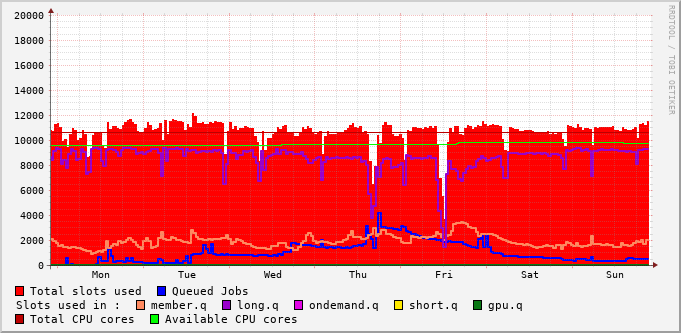 20000
18000
16000
14000
12000
10000
8000
6000
4000
2000
0
Mon Tue Wed Thu Fri Sat Sun
RRDTOOL / TOBI OETIKER
Total slots used Queued Jobs
Slots used in : member.q long.q ondemand.q short.q gpu.q
Total CPU cores Available CPU cores